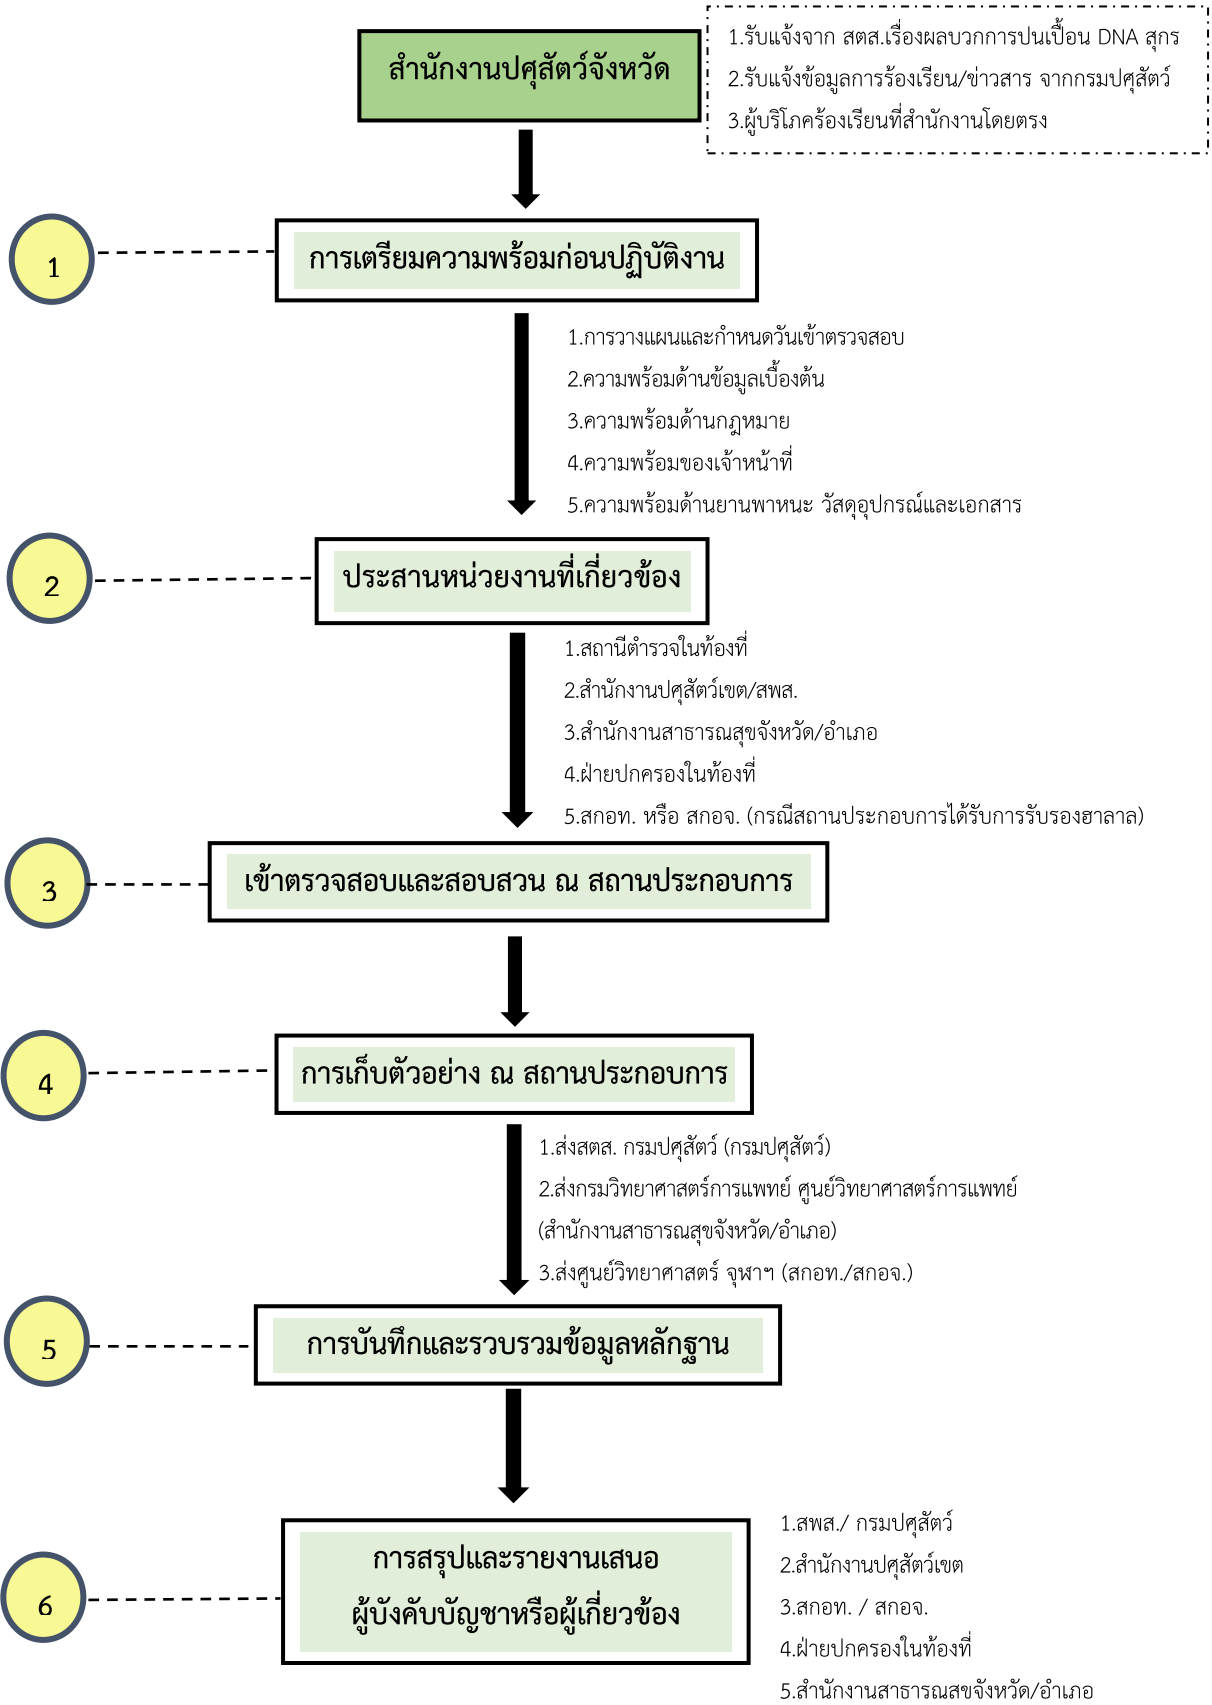 สำนักงานปศุสัตว์จังหวัด
1.รับแจ้งจาก สตส.เรื่องผลบวกการปนเปื้อน DNA สุกร
2.รับแจ้งข้อมูลการร้องเรียน/ข่าวสาร จากกรมปศุสัตว์
3.ผู้บริโภคร้องเรียนที่สำนักงานโดยตรง
1
การเตรียมความพร้อมก่อนปฏิบัติงาน
1.การวางแผนและกำหนดวันเข้าตรวจสอบ
2.ความพร้อมด้านข้อมูลเบื้องต้น
3.ความพร้อมด้านกฎหมาย
4.ความพร้อมของเจ้าหน้าที่
5.ความพร้อมด้านยานพาหนะ วัสดุอุปกรณ์และเอกสาร
2
ประสานหน่วยงานที่เกี่ยวข้อง
1.สถานีตำรวจในท้องที่
2.สำนักงานปศุสัตว์เขต/สพส.
3.สำนักงานสาธารณสุขจังหวัด/อำเภอ
4.ฝ่ายปกครองในท้องที่
5.สกอท. หรือ สกอจ. (กรณีสถานประกอบการได้รับการรับรองฮาลาล)
3
เข้าตรวจสอบและสอบสวน ณ สถานประกอบการ
4
การเก็บตัวอย่าง ณ สถานประกอบการ
1.ส่งสตส. กรมปศุสัตว์ (กรมปศุสัตว์)
2.ส่งกรมวิทยาศาสตร์การแพทย์ ศูนย์วิทยาศาสตร์การแพทย์
(สำนักงานสาธารณสุขจังหวัด/อำเภอ)
3.ส่งศูนย์วิทยาศาสตร์ จุฬาฯ (สกอท./สกอจ.)
5
การบันทึกและรวบรวมข้อมูลหลักฐาน
6
การสรุปและรายงานเสนอ
ผู้บังคับบัญชาหรือผู้เกี่ยวข้อง
1.สพส./ กรมปศุสัตว์
2.สำนักงานปศุสัตว์เขต
3.สกอท. / สกอจ.
4.ฝ่ายปกครองในท้องที่
5.สำนักงานสาธารณสุขจังหวัด/อำเภอ